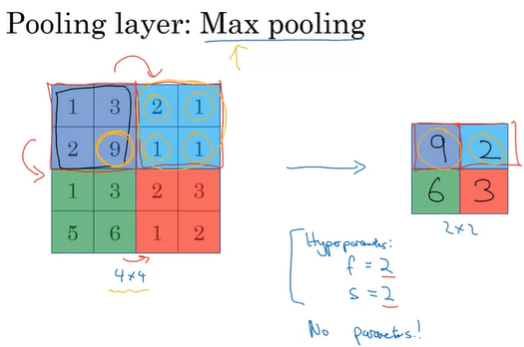 Pooling layer: Max pooling
1 3 2 1
2 9 1 1
1 3 2 3
5 6 1 2
4×4
9 2
6 3
2×2
Hyperparameters:
f = 2
s = 2
No parameters!